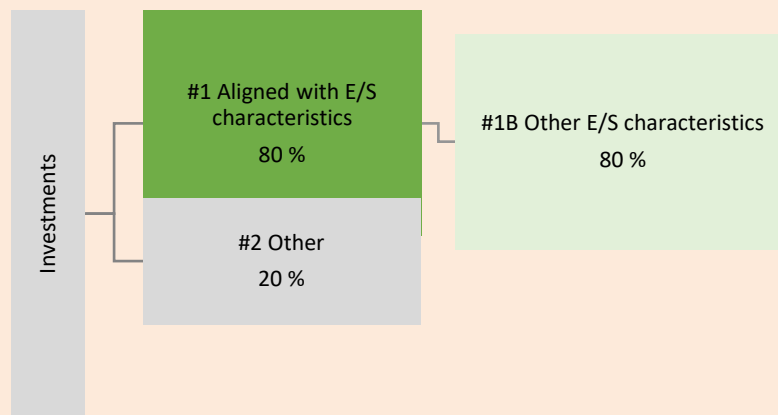 Investments
#1 Aligned with E/S
characteristics
80 %
#2 Other
20 %
#1B Other E/S characteristics
80 %